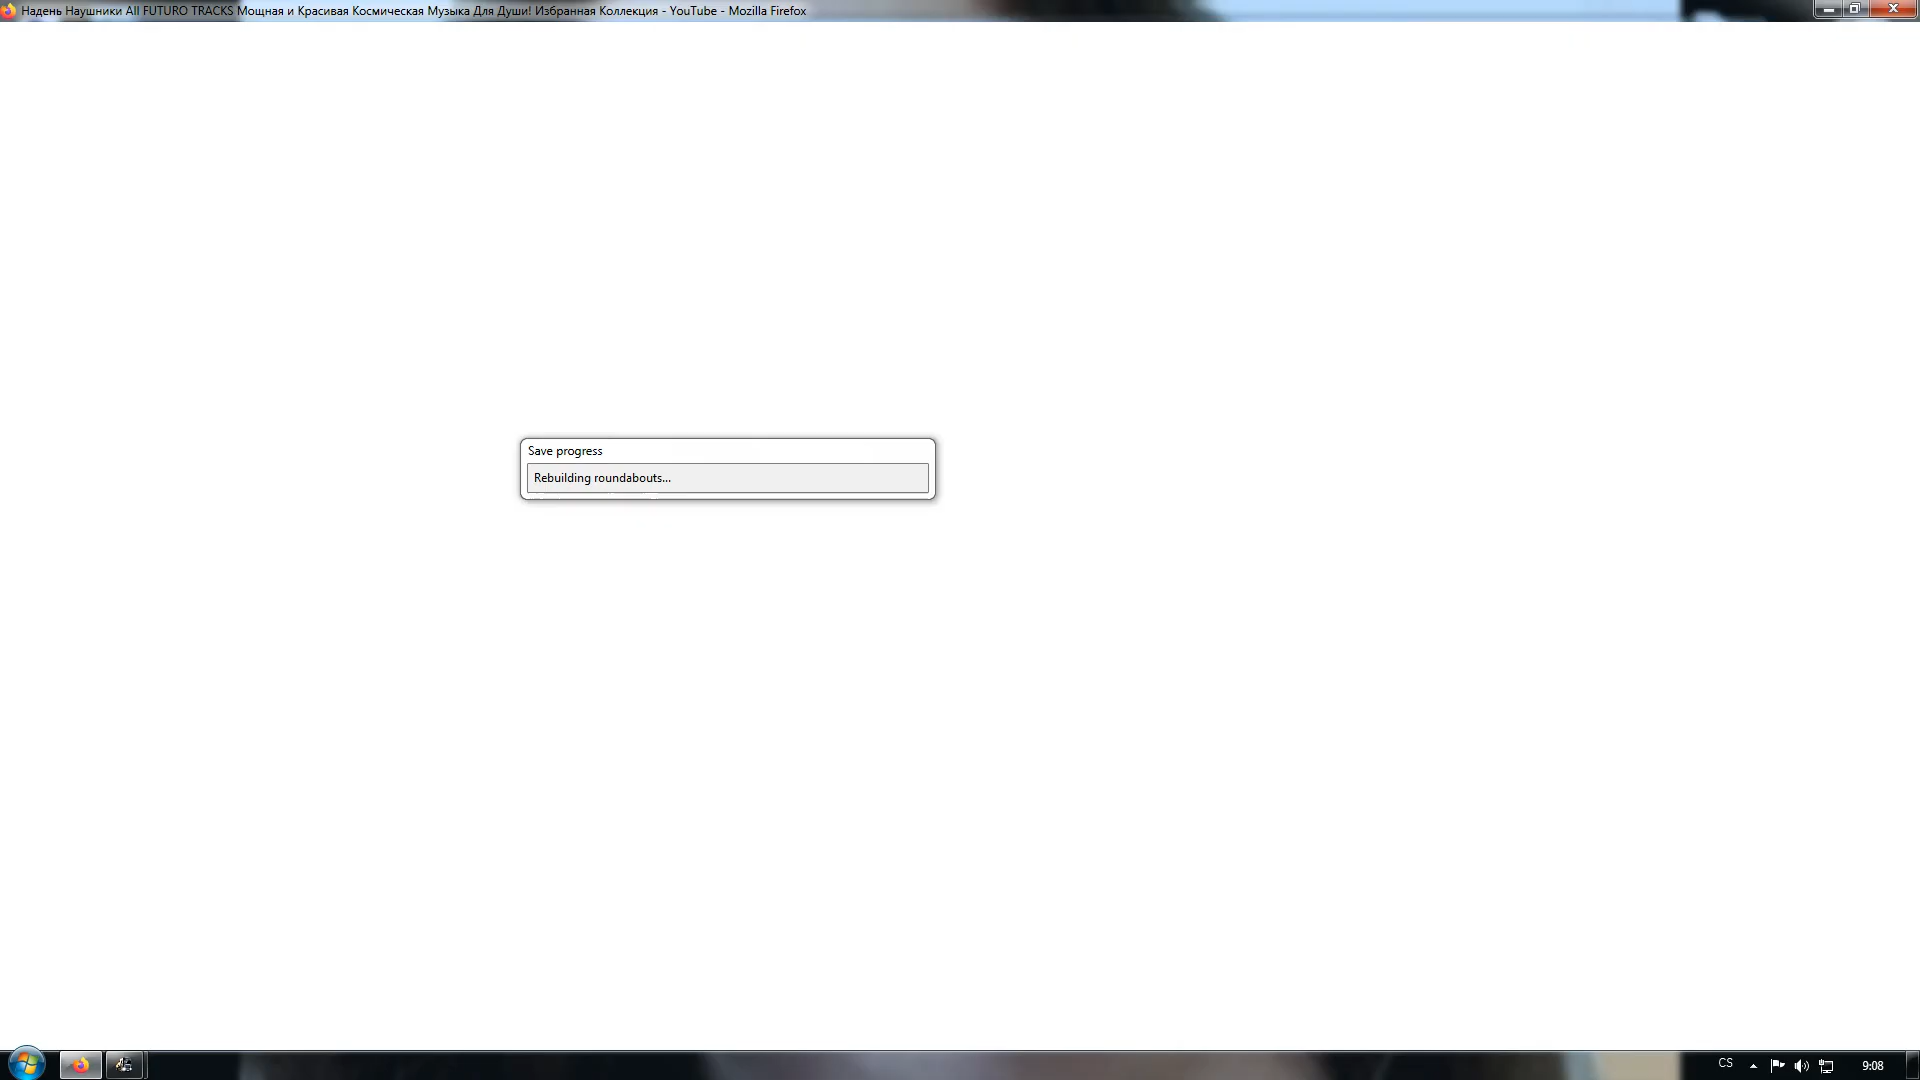 Надень Наушники All FUTURO TRACKS Мощная и Красивая Космическая Музыка Для Души! Избранная Коллекция - YouTube - Mozilla Firefox
Save progress
Rebuilding roundabouts...
CS
9:08